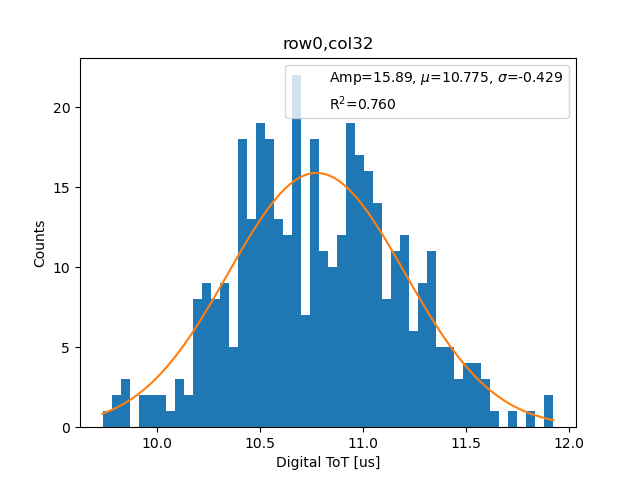 row0,col32
Amp=15.89, μ=10.775, σ=-0.429
R²=0.760
Counts
20
15
10
5
0
10.0 10.5 11.0 11.5 12.0
Digital ToT [us]